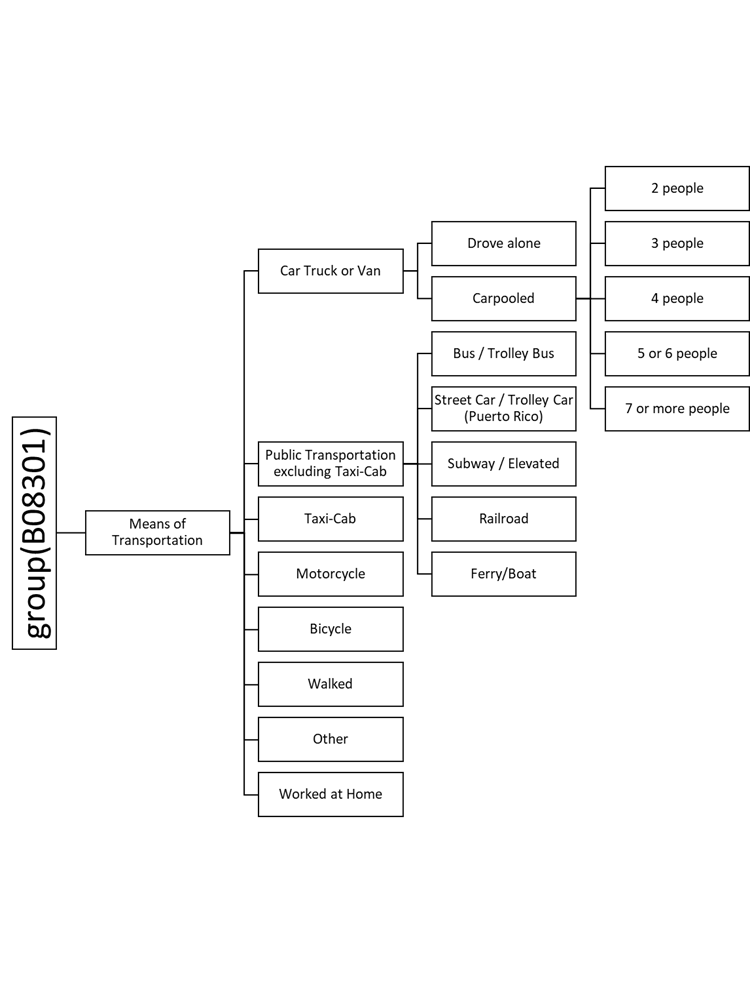 group(B08301)
Means of
Transportation
Car Truck or Van
Drove alone
Carpooled
2 people
3 people
4 people
5 or 6 people
7 or more people
Public Transportation
excluding Taxi-Cab
Bus / Trolley Bus
Street Car / Trolley Car
(Puerto Rico)
Subway / Elevated
Railroad
Ferry/Boat
Taxi-Cab
Motorcycle
Bicycle
Walked
Other
Worked at Home